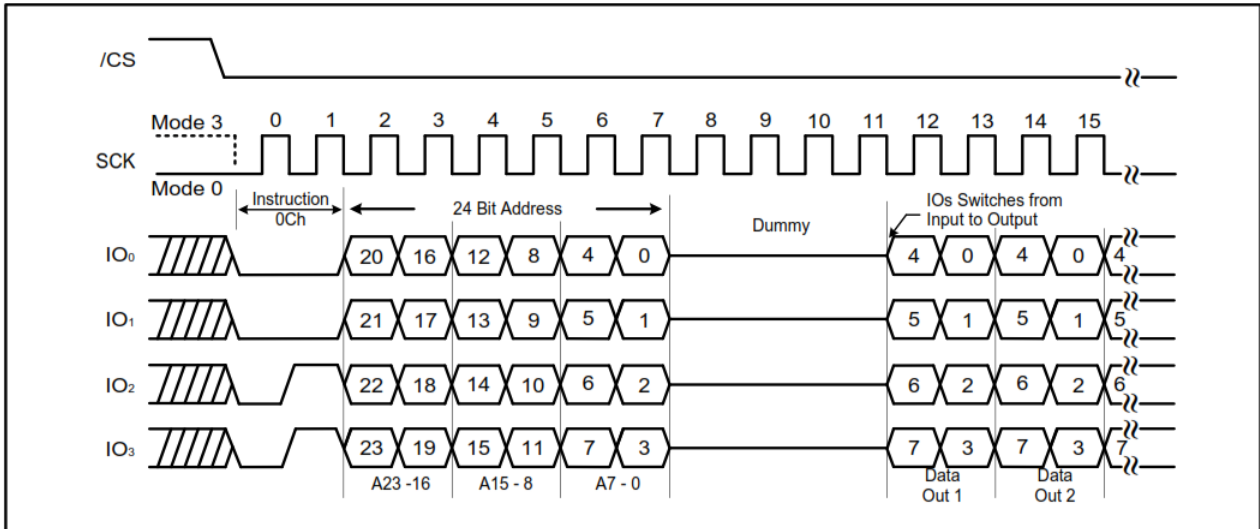 /CS
Mode 3 0 1 2 3 4 5 6 7 8 9 10 11 12 13 14 15
SCK
Mode 0
Instruction
0Ch
24 Bit Address
Dummy
IOs Switches from
Input to Output
IO₀ 20 16 12 8 4 0 4 0 4 0 4
IO₁ 21 17 13 9 5 1 5 1 5 1 5
IO₂ 22 18 14 10 6 2 6 2 6 2 6
IO₃ 23 19 15 11 7 3 7 3 7 3 7
A23 -16 A15 - 8 A7 - 0
Data
Out 1
Data
Out 2